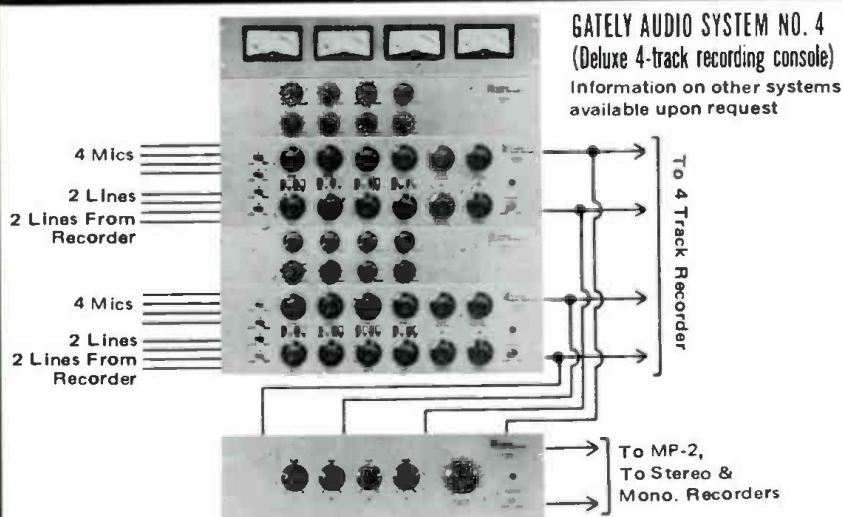 GATELY AUDIO SYSTEM NO. 4
(Deluxe 4-track recording console)
Information on other systems
available upon request
4 Mics
2 Lines
2 Lines From
Recorder
4 Mics
2 Lines
2 Lines From
Recorder
To 4 Track Recorder
To MP-2,
To Stereo &
Mono. Recorders